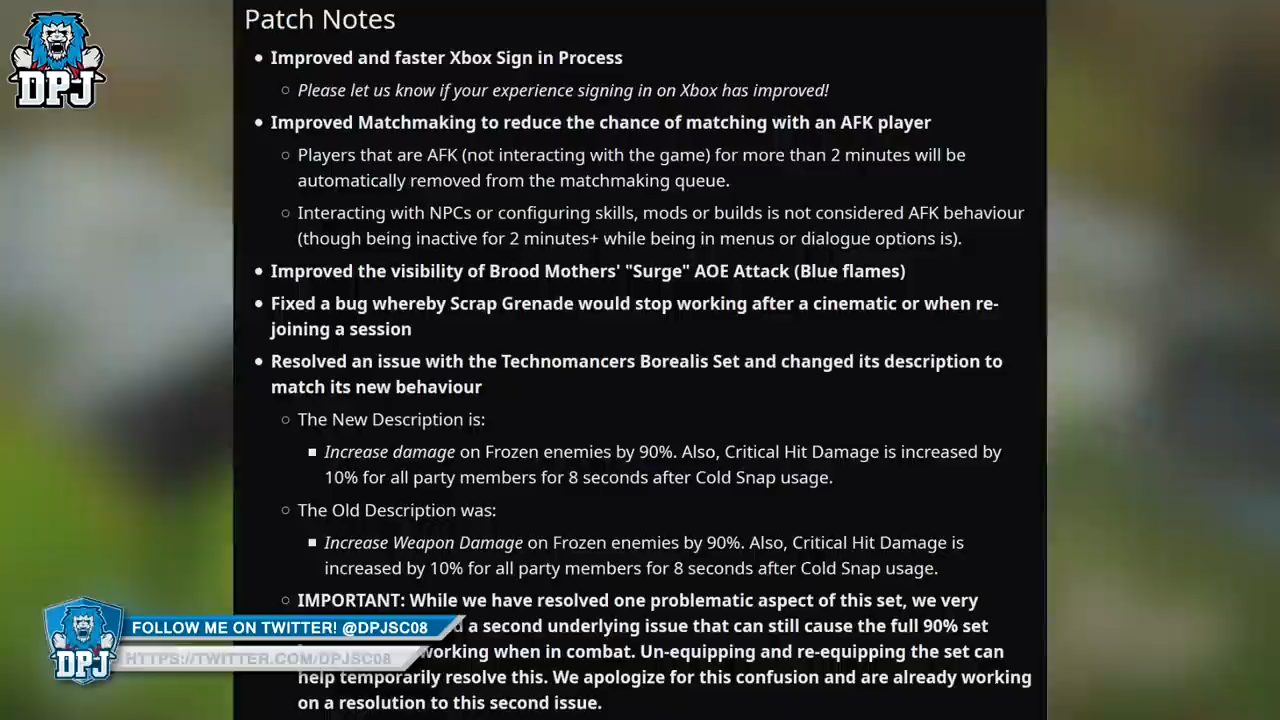 Patch Notes
DPJ
• Improved and faster Xbox Sign in Process
○ Please let us know if your experience signing in on Xbox has improved!
• Improved Matchmaking to reduce the chance of matching with an AFK player
○ Players that are AFK (not interacting with the game) for more than 2 minutes will be
automatically removed from the matchmaking queue.
○ Interacting with NPCs or configuring skills, mods or builds is not considered AFK behaviour
(though being inactive for 2 minutes+ while being in menus or dialogue options is).
• Improved the visibility of Brood Mothers' "Surge" AOE Attack (Blue flames)
• Fixed a bug whereby Scrap Grenade would stop working after a cinematic or when re-
joining a session
• Resolved an issue with the Technomancers Borealis Set and changed its description to
match its new behaviour
○ The New Description is:
▪ Increase damage on Frozen enemies by 90%. Also, Critical Hit Damage is increased by
10% for all party members for 8 seconds after Cold Snap usage.
○ The Old Description was:
▪ Increase Weapon Damage on Frozen enemies by 90%. Also, Critical Hit Damage is
increased by 10% for all party members for 8 seconds after Cold Snap usage.
○ IMPORTANT: While we have resolved one problematic aspect of this set, we very
a second underlying issue that can still cause the full 90% set
working when in combat. Un-equipping and re-equipping the set can
help temporarily resolve this. We apologize for this confusion and are already working
on a resolution to this second issue.
FOLLOW ME ON TWITTER! @DPJSC08
HTTPS://TWITTER.COM/DPJSC08
DPJ